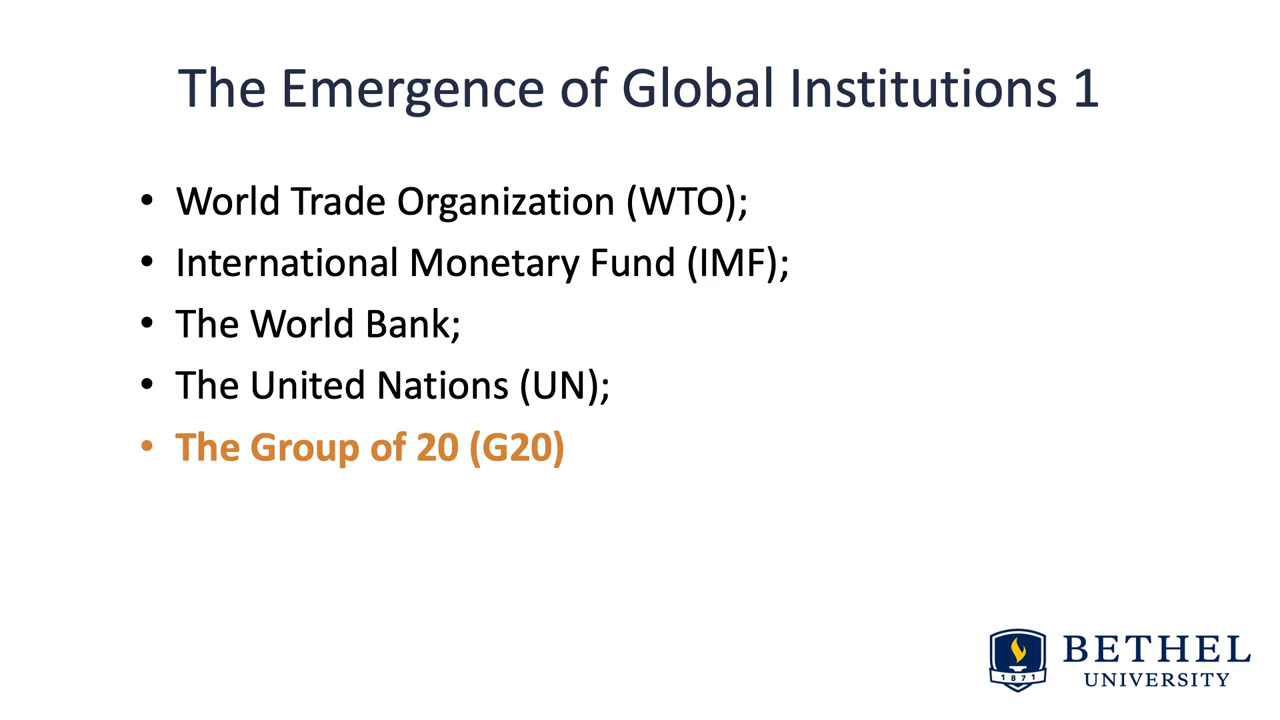 The Emergence of Global Institutions 1
• World Trade Organization (WTO);
• International Monetary Fund (IMF);
• The World Bank;
• The United Nations (UN);
• The Group of 20 (G20)
1871
BETHEL
UNIVERSITY